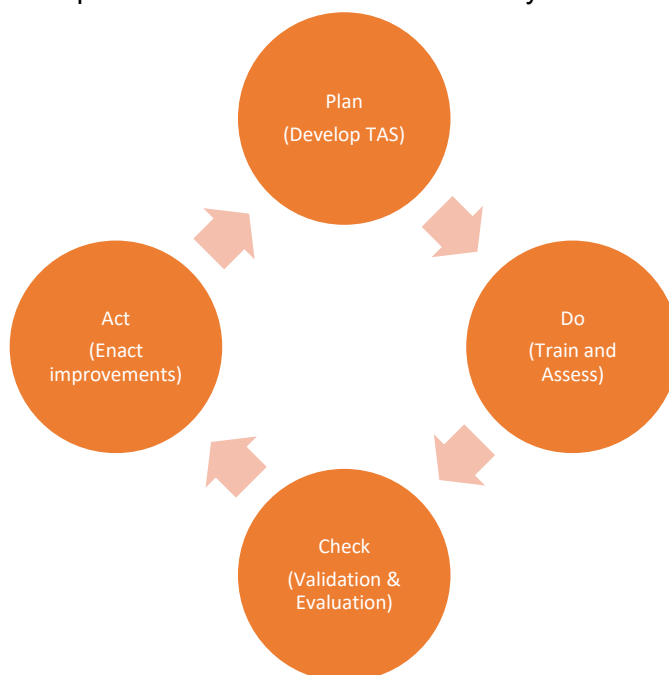 Plan
(Develop TAS)
Act
(Enact
improvements)
Do
(Train and
Assess)
Check
(Validation &
Evaluation)